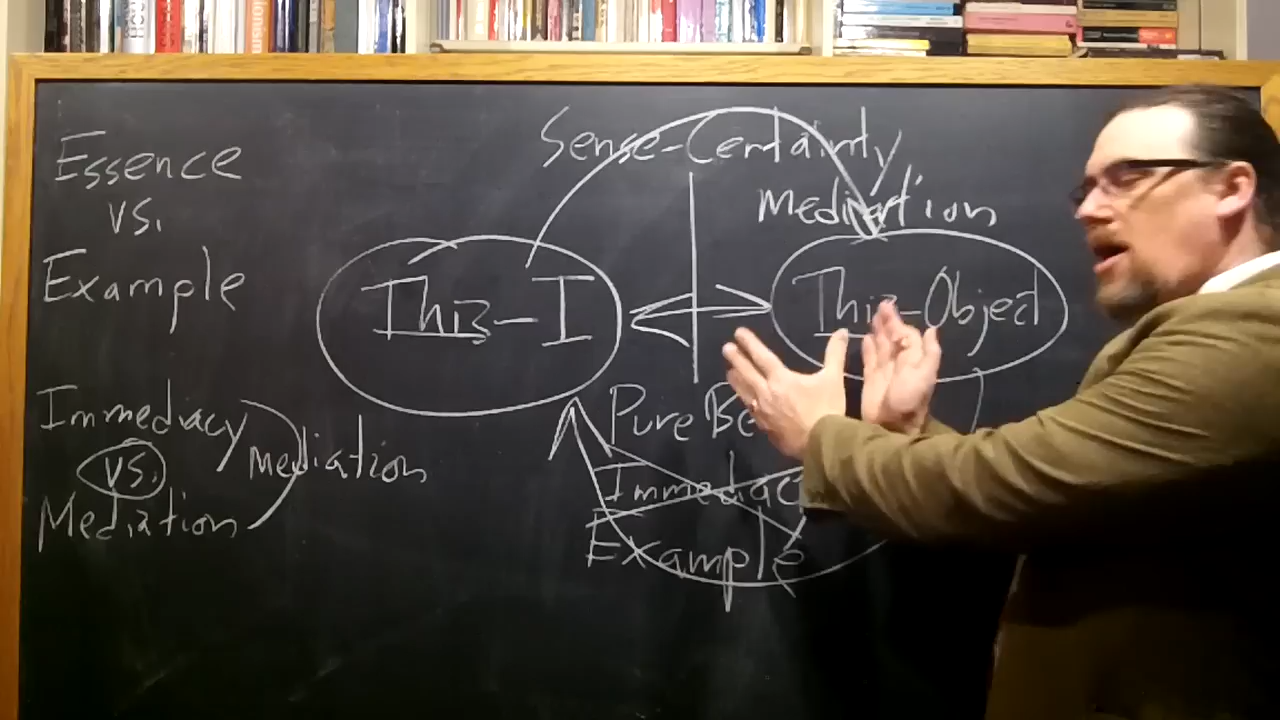 Essence
vs.
Example
Immediacy
vs.
Mediation
Mediation
Sense-Certainty
Mediation
This-I
This-Object
Pure Be
Immediac
Example